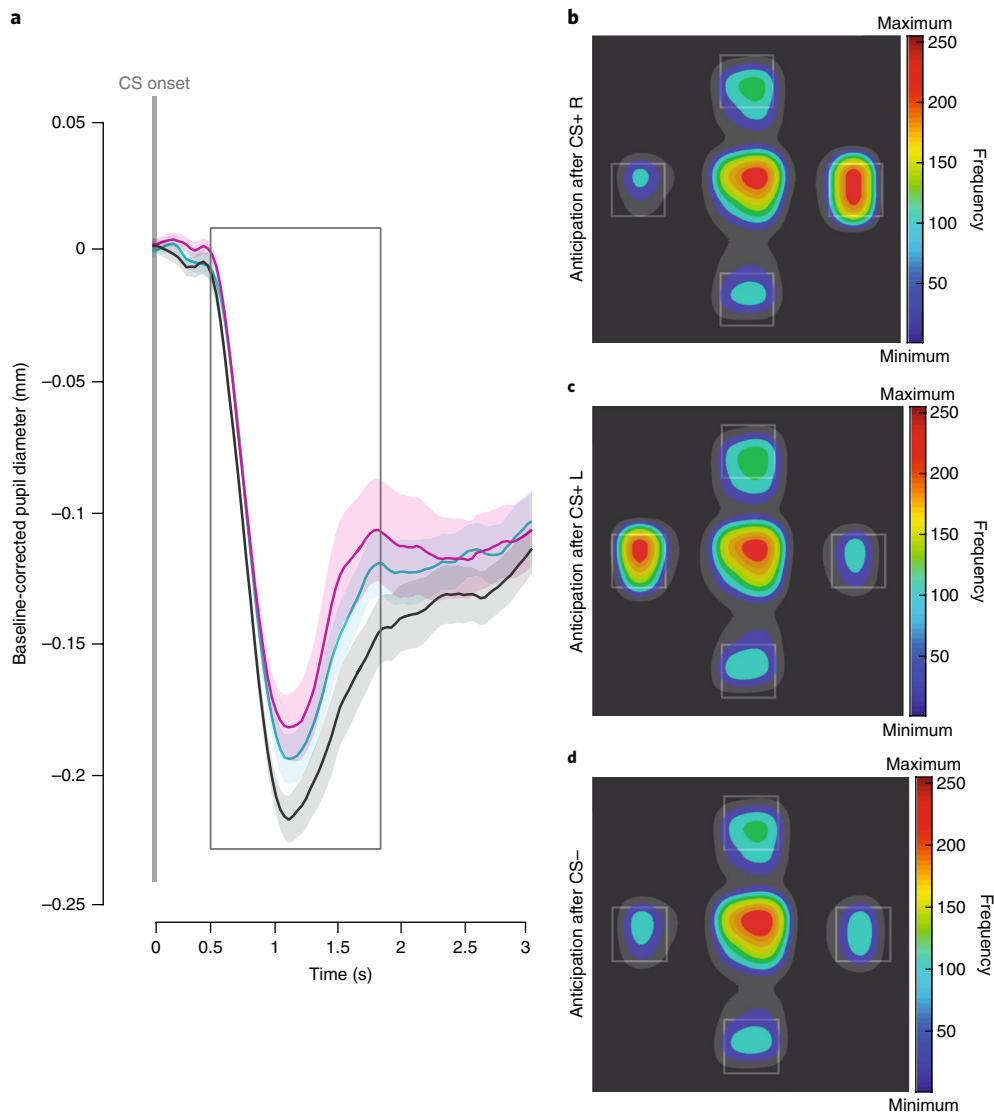 a
CS onset
0.05
0
–0.05
–0.1
–0.15
–0.2
–0.25
Baseline-corrected pupil diameter (mm)
0
0.5
1
1.5
2
2.5
3
Time (s)
b
Maximum
250
200
150
100
50
Minimum
Frequency
Anticipation after CS+ R
c
Maximum
250
200
150
100
50
Minimum
Frequency
Anticipation after CS+ L
d
Maximum
250
200
150
100
50
Minimum
Frequency
Anticipation after CS–